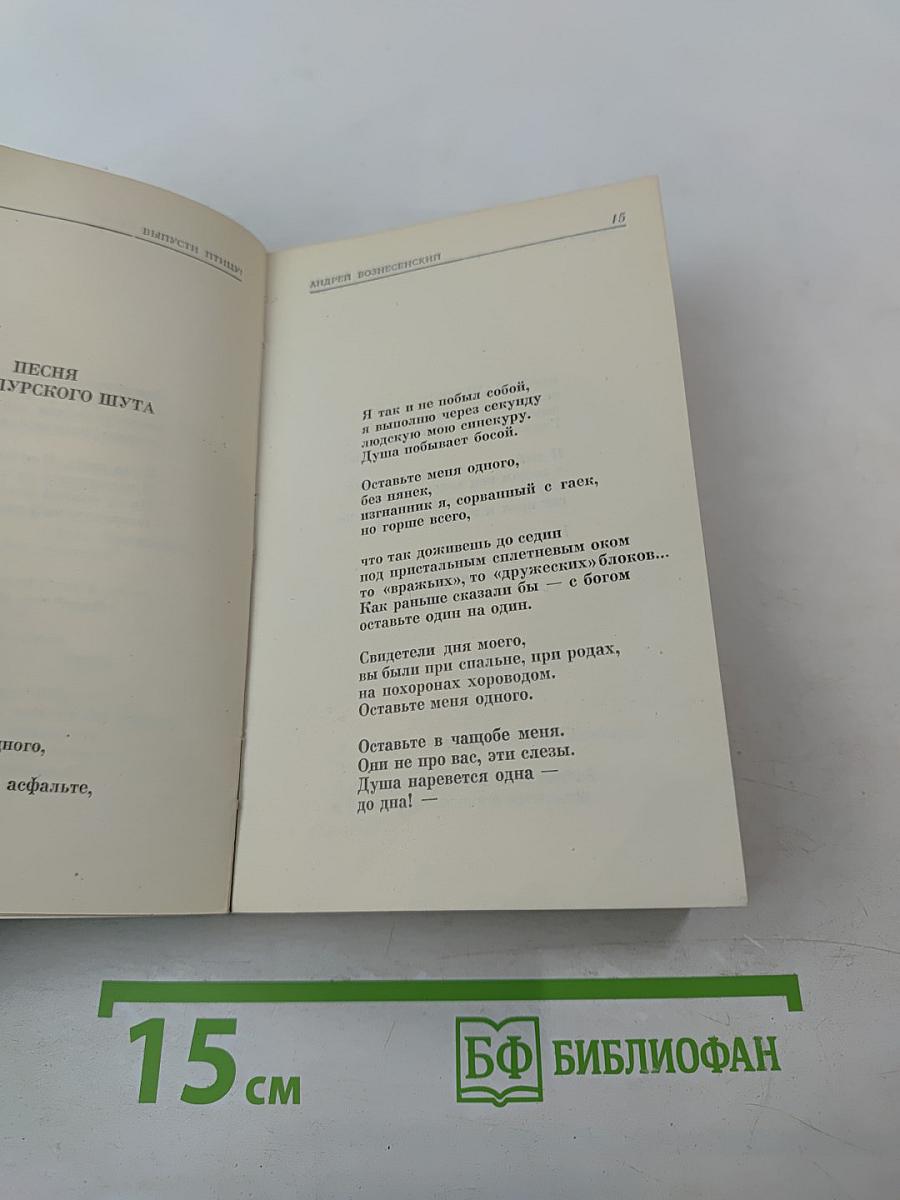 ВЫПУСТИ ПТИЦУ!
ПЕСНЯ
ПУРСКОГО ШУТА
дного,
асфальте,
15
АНДРЕЙ ВОЗНЕСЕНСКИЙ
Я так и не побыл собой,
я выполню через секунду
людскую мою синекуру.
Душа побывает босой.
Оставьте меня одного,
без нянек,
изгнанник я, сорванный с гаек,
но горше всего,
что так доживешь до седин
под пристальным сплетневым оком
то «вражьих», то «дружеских» блоков...
Как раньше сказали бы — с богом
оставьте один на один.
Свидетели дня моего,
вы были при спальне, при родах,
на похоронах хороводом.
Оставьте меня одного.
Оставьте в чащобе меня.
Они не про вас, эти слезы.
Душа наревется одна —
до дна! —
15 см
БФ БИБЛИОФАН